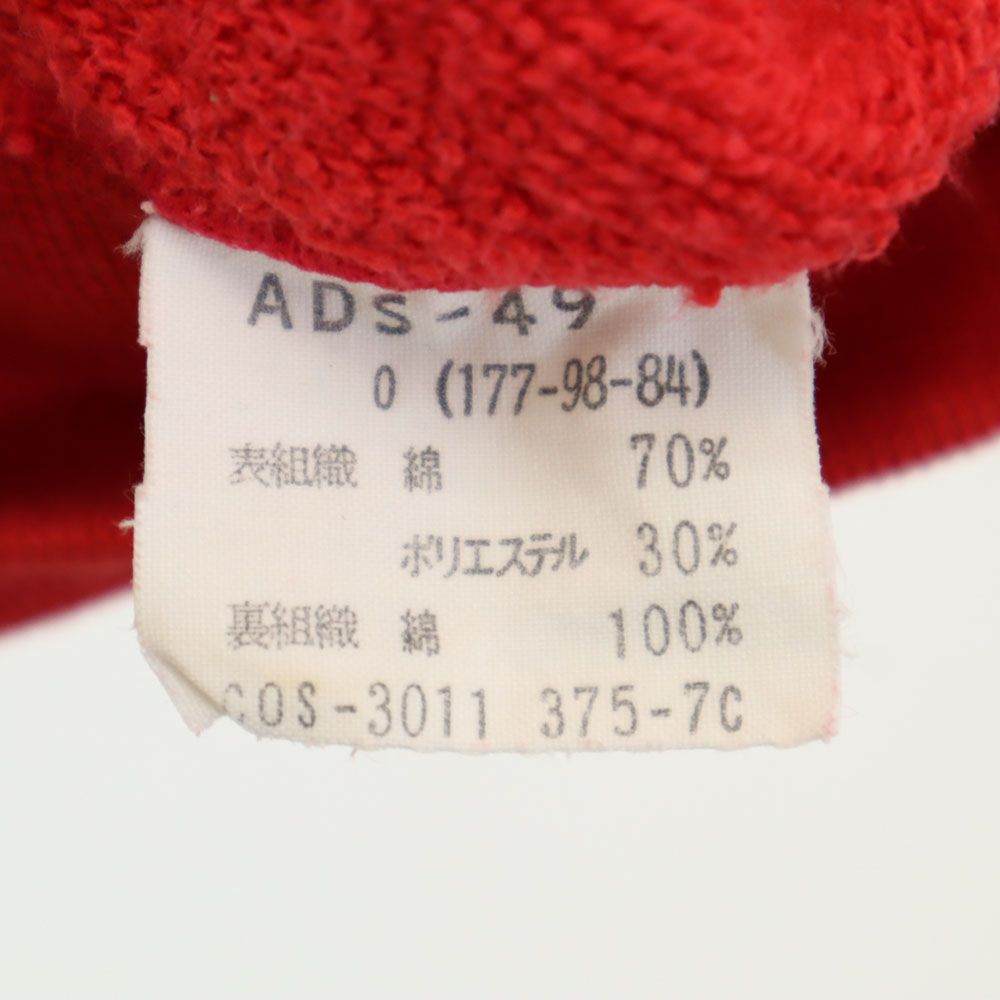 ADS-49
0 (177-98-84)
表組織 綿 70%
ポリエステル 30%
裏組織 綿 100%
COS-3011 375-7C